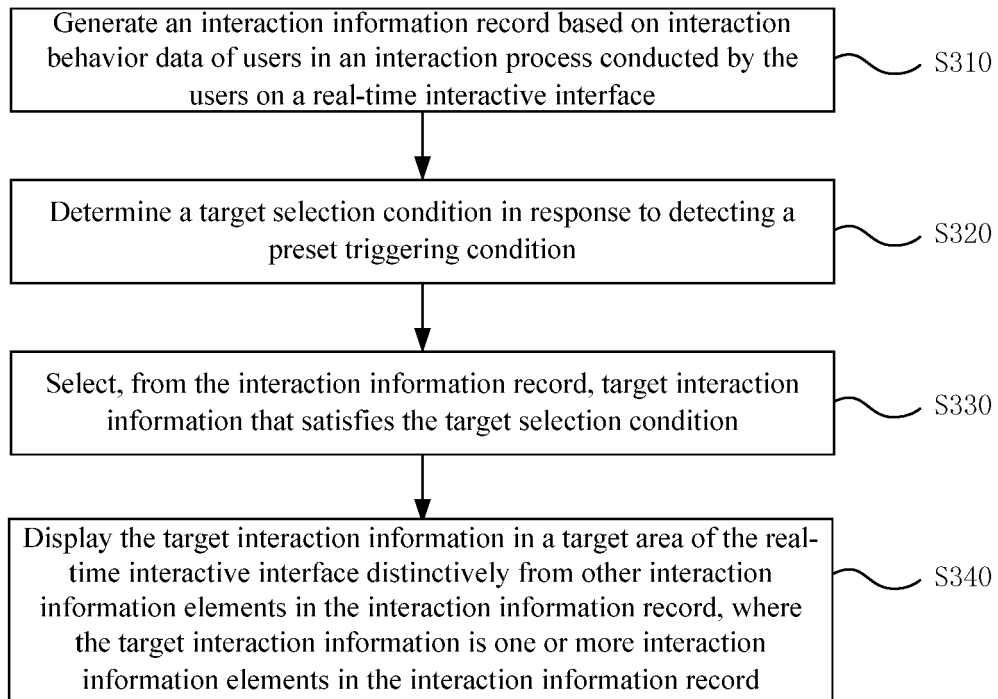 Generate an interaction information record based on interaction
behavior data of users in an interaction process conducted by the
users on a real-time interactive interface
S310
Determine a target selection condition in response to detecting a
preset triggering condition
S320
Select, from the interaction information record, target interaction
information that satisfies the target selection condition
S330
Display the target interaction information in a target area of the real-
time interactive interface distinctively from other interaction
information elements in the interaction information record, where
the target interaction information is one or more interaction
information elements in the interaction information record
S340